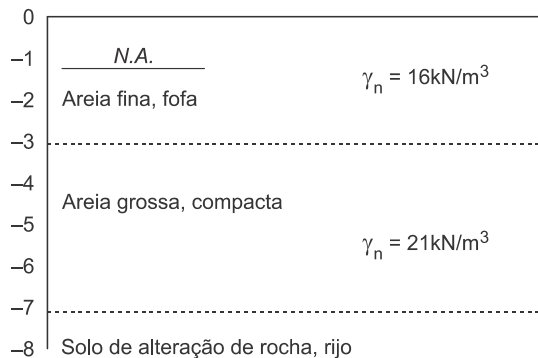 0
–1
N.A.
γn = 16kN/m³
–2
Areia fina, fofa
–3
–4
Areia grossa, compacta
–5
γn = 21kN/m³
–6
–7
–8
Solo de alteração de rocha, rijo